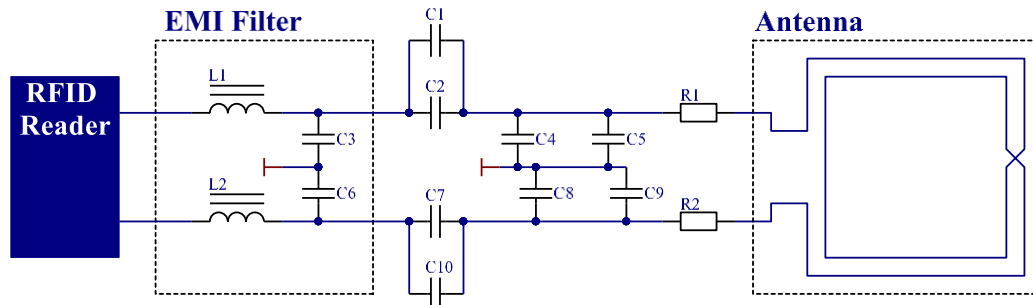 EMI Filter
Antenna
RFID
Reader
L1
L2
C3
C6
C1
C2
C7
C10
C4
C5
C8
C9
R1
R2